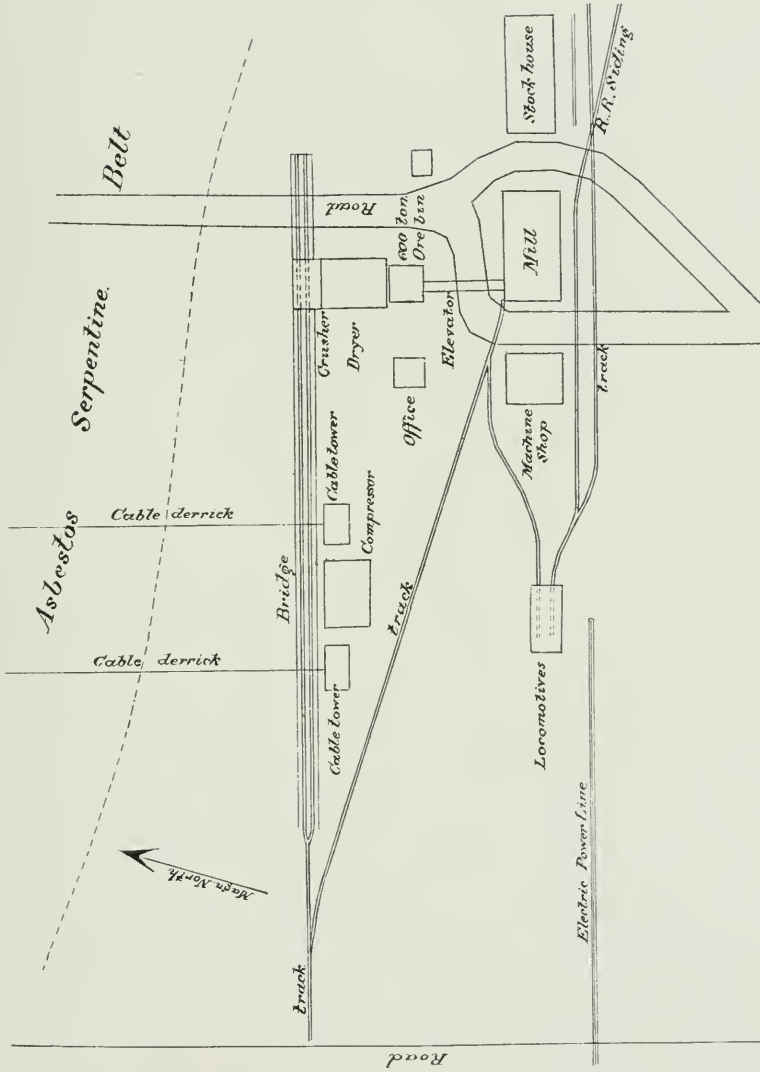 Asbestos Serpentine. Belt
Cable derrick
Cable derrick
Bridge
Road
Crusher
Dryer
600 ton
Ore bin
Cable tower
Compressor
Cable tower
Office
Elevator
Mill
Stock house
R. R. Siding
Machine
Shop
track
track
Locomotives
Magn. North
track
Electric Power Line
Road